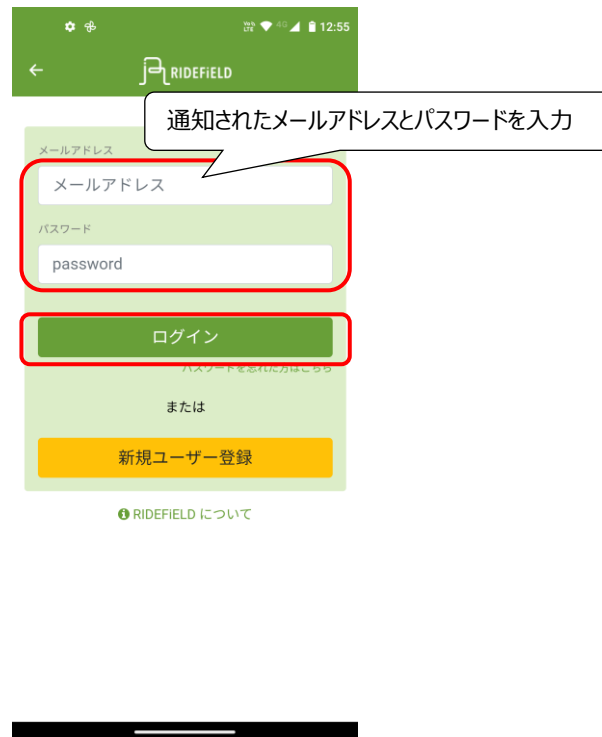 VoLTE 4G 12:55
RIDEFiELD
通知されたメールアドレスとパスワードを入力
メールアドレス
メールアドレス
パスワード
password
ログイン
パスワードを忘れた方はこちら
または
新規ユーザー登録
RIDEFiELD について